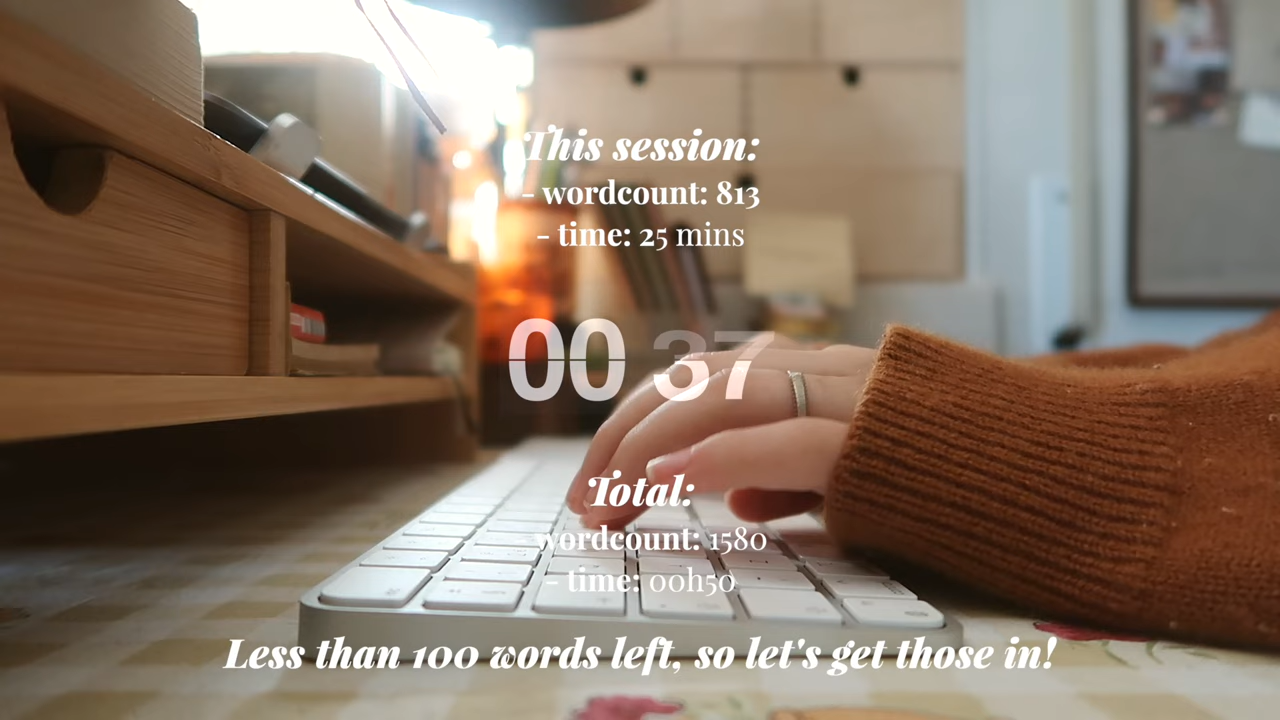 This session:
- wordcount: 813
- time: 25 mins
00 37
Total:
- wordcount: 1580
- time: 00h50
Less than 100 words left, so let's get those in!